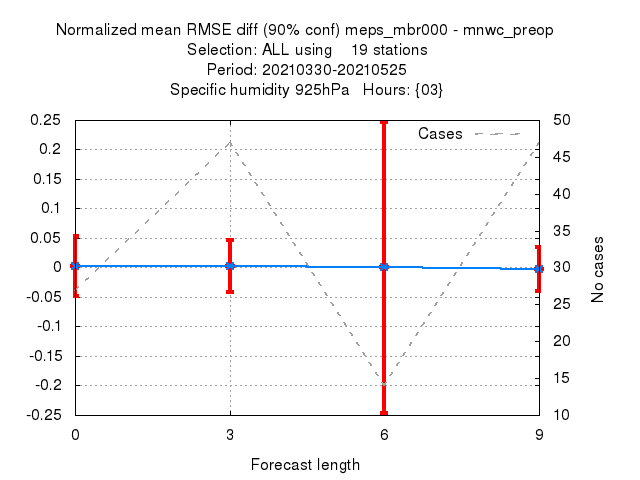 Normalized mean RMSE diff (90% conf) meps_mbr000 - mnwc_preop
Selection: ALL using    19 stations
Period: 20210330-20210525
Specific humidity 925hPa   Hours: {03}
Cases
0.25
0.2
0.15
0.1
0.05
0
-0.05
-0.1
-0.15
-0.2
-0.25
50
45
40
35
30
25
20
15
10
No cases
0 3 6 9
Forecast length